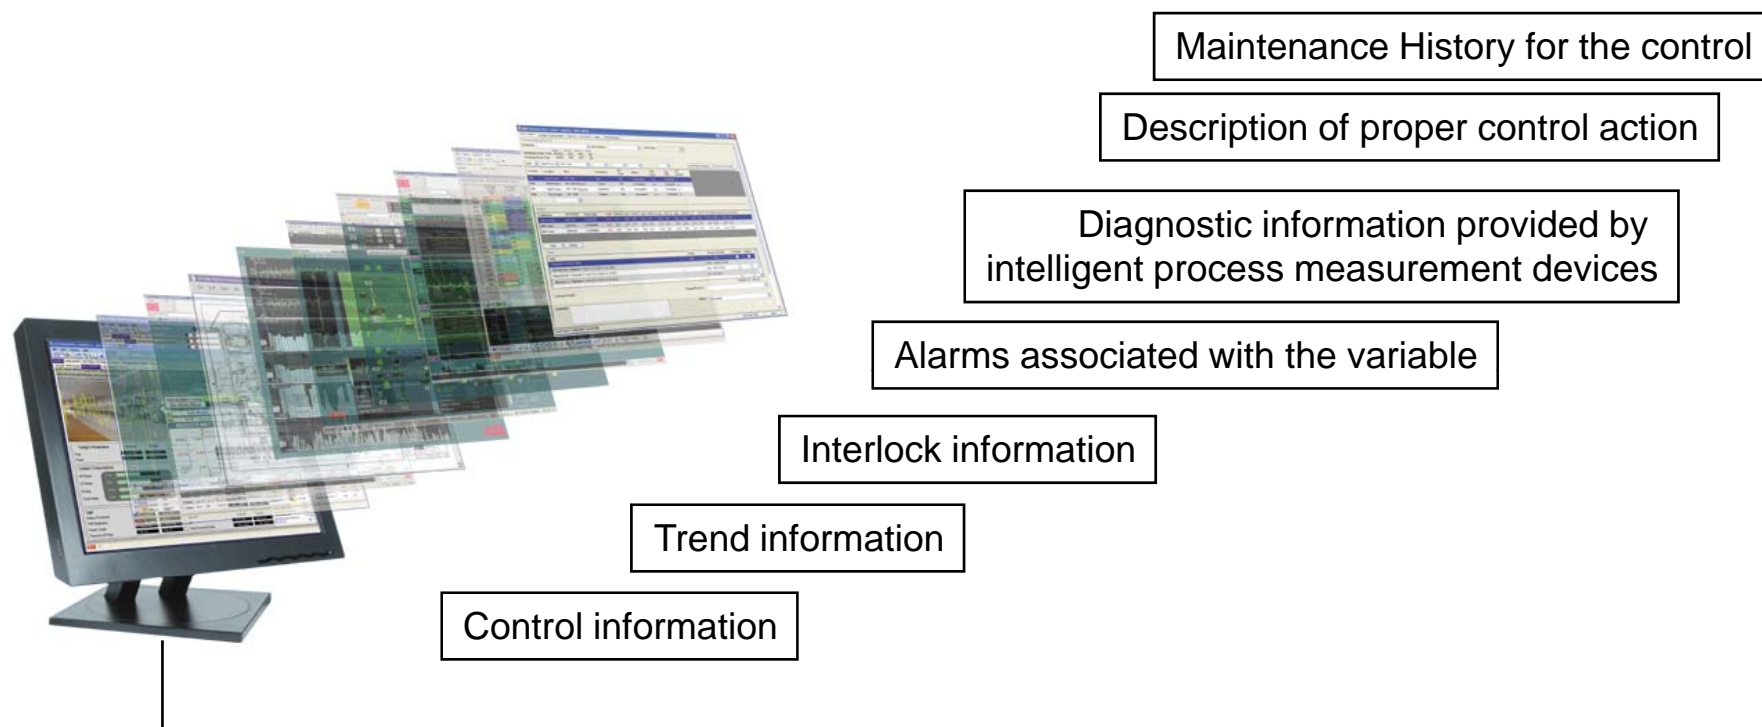 Maintenance History for the control
Description of proper control action
Diagnostic information provided by
intelligent process measurement devices
Alarms associated with the variable
Interlock information
Trend information
Control information